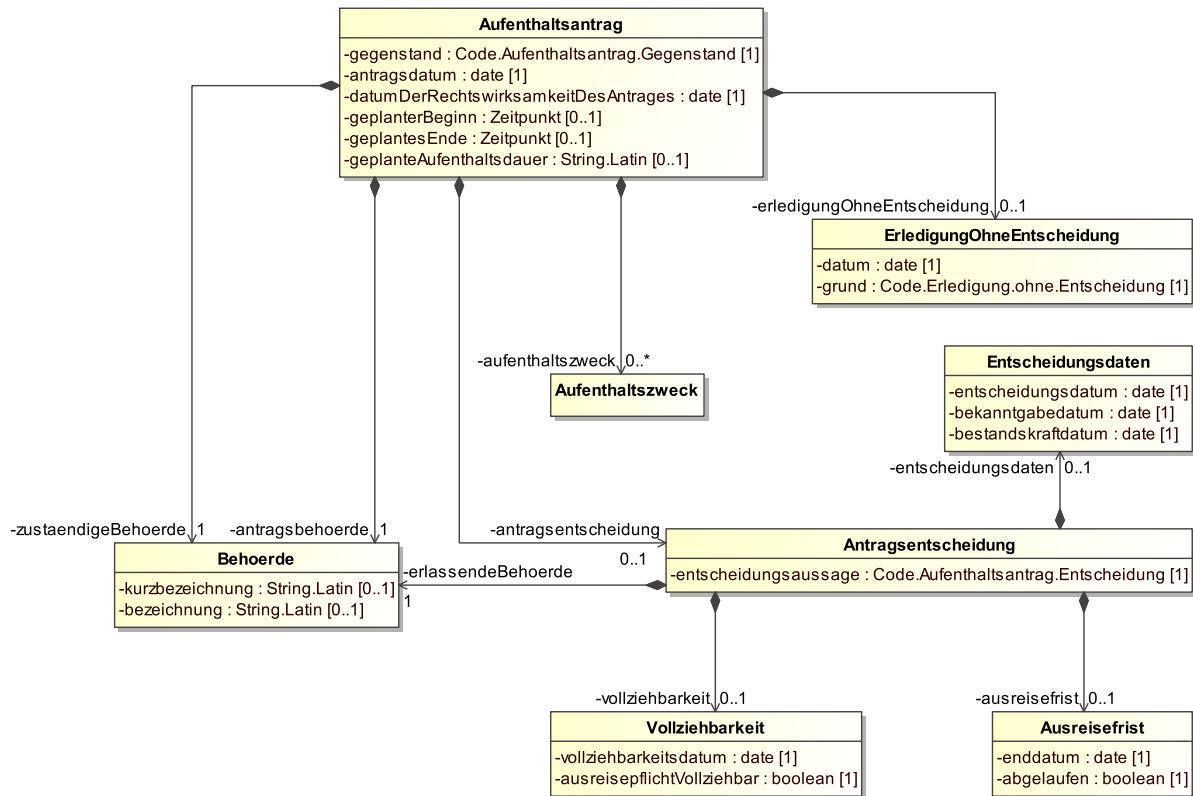 Aufenthaltsantrag
-gegenstand : Code.Aufenthaltsantrag.Gegenstand [1]
-antragsdatum : date [1]
-datumDerRechtswirksamkeitDesAntrages : date [1]
-geplanterBeginn : Zeitpunkt [0..1]
-geplantesEnde : Zeitpunkt [0..1]
-geplanteAufenthaltsdauer : String.Latin [0..1]
-erledigungOhneEntscheidung 0..1
ErledigungOhneEntscheidung
-datum : date [1]
-grund : Code.Erledigung.ohne.Entscheidung [1]
-aufenthaltszweck 0..*
Aufenthaltszweck
Entscheidungsdaten
-entscheidungsdatum : date [1]
-bekanntgabedatum : date [1]
-bestandskraftdatum : date [1]
-entscheidungsdaten 0..1
-zustaendigeBehoerde 1
-antragsbehoerde 1
-antragsentscheidung
0..1
Behoerde
-kurzbezeichnung : String.Latin [0..1]
-bezeichnung : String.Latin [0..1]
-erlassendeBehoerde
1
Antragsentscheidung
-entscheidungsaussage : Code.Aufenthaltsantrag.Entscheidung [1]
-vollziehbarkeit 0..1
-ausreisefrist 0..1
Vollziehbarkeit
-vollziehbarkeitsdatum : date [1]
-ausreisepflichtVollziehbar : boolean [1]
Ausreisefrist
-enddatum : date [1]
-abgelaufen : boolean [1]